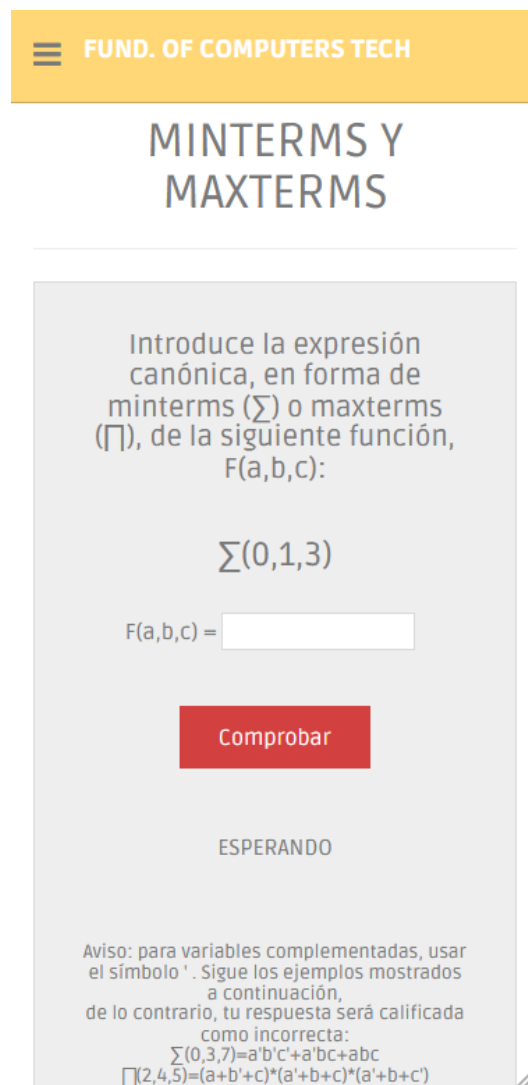 FUND. OF COMPUTERS TECH
MINTERMS Y
MAXTERMS
Introduce la expresión
canónica, en forma de
minterms (∑) o maxterms
(∏), de la siguiente función,
F(a,b,c):
∑(0,1,3)
F(a,b,c) =
Comprobar
ESPERANDO
Aviso: para variables complementadas, usar
el símbolo ' . Sigue los ejemplos mostrados
a continuación,
de lo contrario, tu respuesta será calificada
como incorrecta:
∑(0,3,7)=a'b'c'+a'bc+abc
∏(2,4,5)=(a+b'+c)*(a'+b+c)*(a'+b+c')